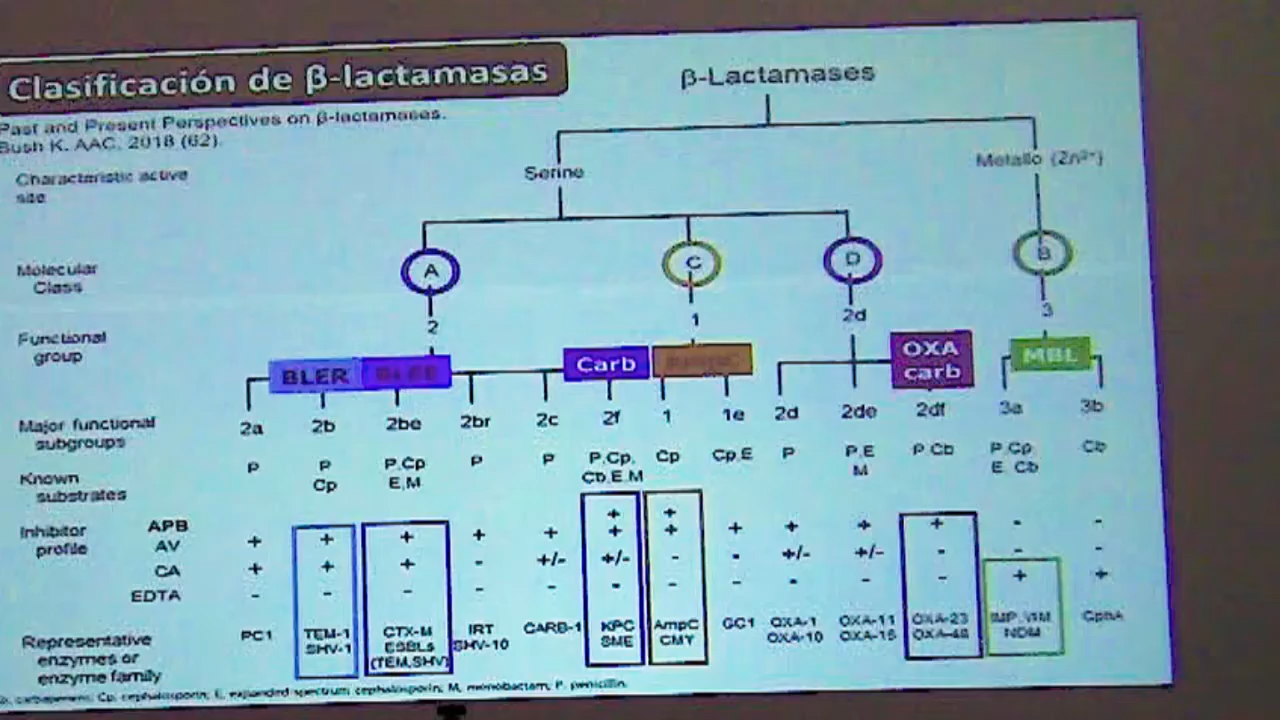 Clasificación de β-lactamasas
β-Lactamases
Past and Present Perspectives on β-lactamases.
Bush K. AAC. 2018 (62).
Characteristic active
site
Serine
Metallo (Zn²⁺)
Molecular
Class
A
C
D
B
Functional
group
2
1
2d
3
BLER
Carb
OXA
carb
MBL
Major functional
subgroups
2a 2b 2be 2br 2c 2f 1 1e 2d 2de 2df 3a 3b
Known
substrates
P
P
Cp
P,Cp
E,M
P
P
P,Cp,
Cb,E,M
Cp
Cp,E
P
P,E
M
P Cb
P,Cp
E Cb
Cb
Inhibitor
profile
APB + +
AV + + + + + + + + + + + - -
CA + + + - +/- +/- - - +/- +/- - - -
EDTA - - - - - - - - - - - + +
Representative
enzymes or
enzyme family
PC1
TEM-1
SHV-1
CTX-M
ESBLs
(TEM,SHV)
IRT
SHV-10
CARB-1
KPC
SME
AmpC
CMY
GC1
OXA-1
OXA-10
OXA-11
OXA-15
OXA-23
OXA-48
IMP,VIM
NDM
CphA
carbapenem; Cp, cephalosporin; E, expanded spectrum cephalosporin; M, monobactam; P, penicillin.